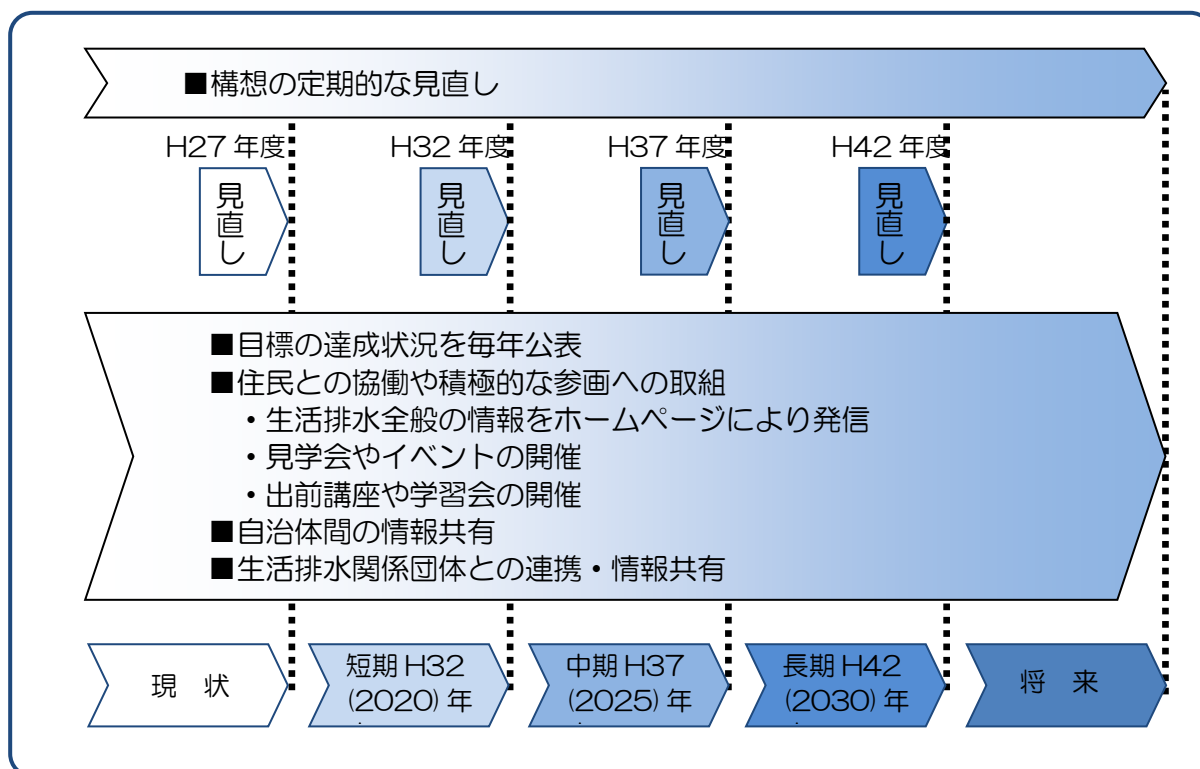 ■構想の定期的な見直し
H27 年度
H32 年度
H37 年度
H42 年度
見直し
見直し
見直し
見直し
■目標の達成状況を毎年公表
■住民との協働や積極的な参画への取組
・生活排水全般の情報をホームページにより発信
・見学会やイベントの開催
・出前講座や学習会の開催
■自治体間の情報共有
■生活排水関係団体との連携・情報共有
現　状
短期 H32
(2020) 年
中期 H37
(2025) 年
長期 H42
(2030) 年
将　来